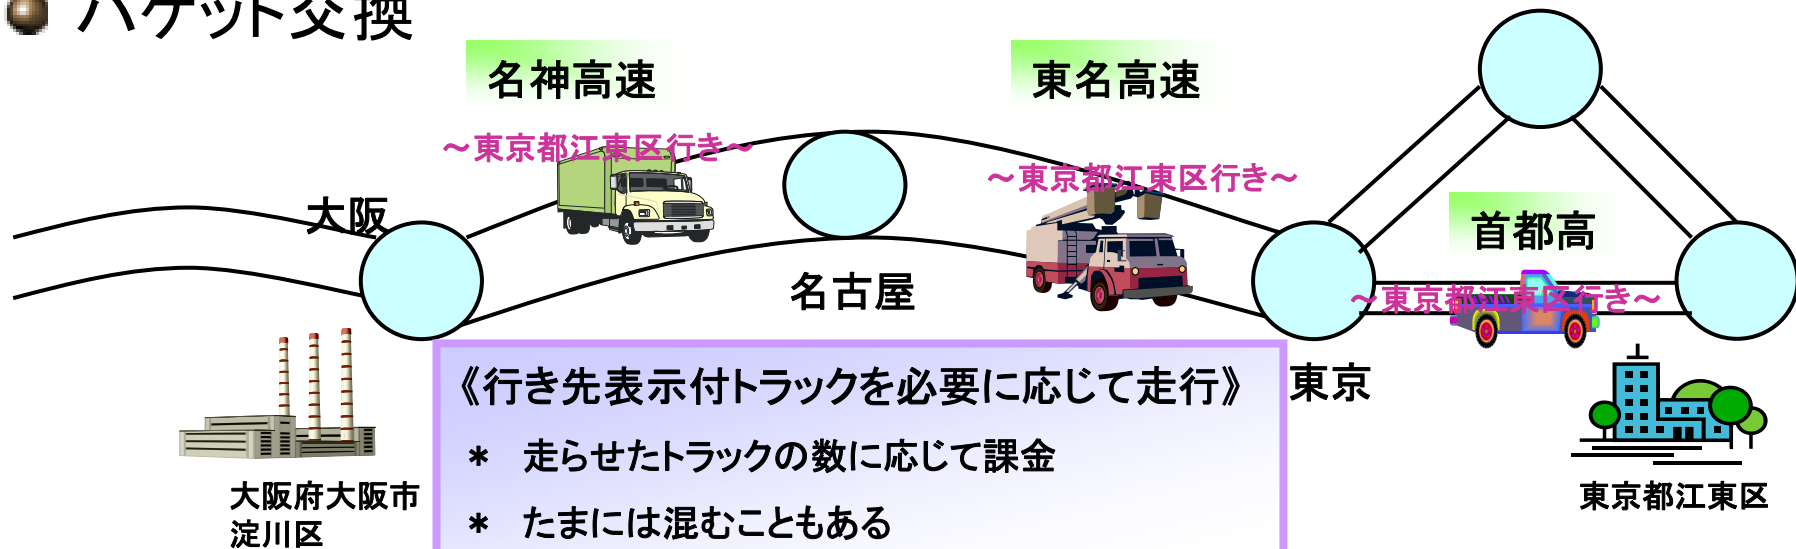 パケット交換
名神高速
東名高速
～東京都江東区行き～
～東京都江東区行き～
大阪
首都高
名古屋
～東京都江東区行き～
《行き先表示付トラックを必要に応じて走行》
東京
* 走らせたトラックの数に応じて課金
大阪府大阪市
淀川区
東京都江東区
* たまには混むこともある